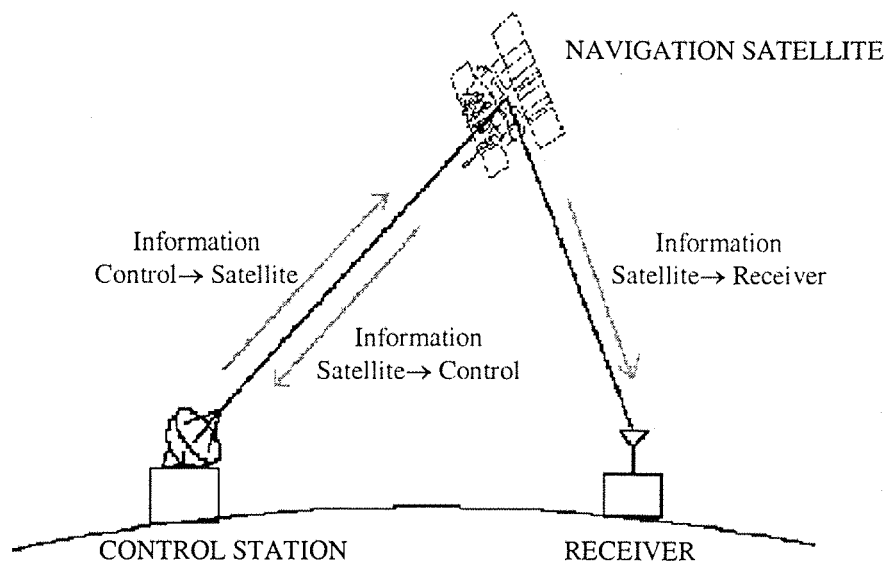 NAVIGATION SATELLITE
Information
Control→ Satellite
Information
Satellite→ Receiver
Information
Satellite→ Control
CONTROL STATION
RECEIVER